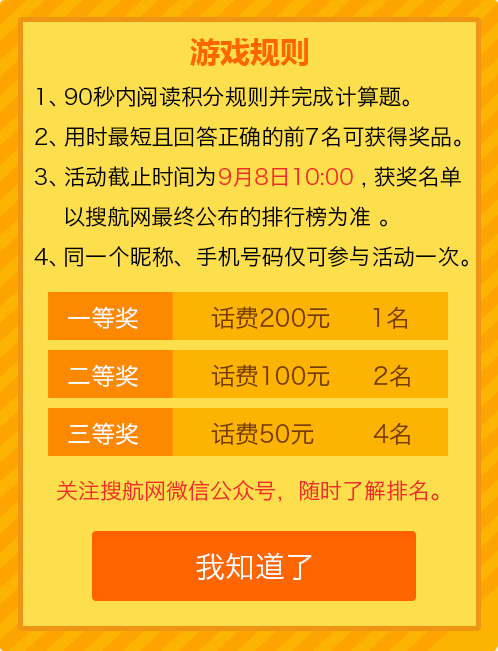 游戏规则
1、90秒内阅读积分规则并完成计算题。
2、用时最短且回答正确的前7名可获得奖品。
3、活动截止时间为9月8日10:00，获奖名单
以搜航网最终公布的排行榜为准 。
4、同一个昵称、手机号码仅可参与活动一次。
一等奖 话费200元 1名
二等奖 话费100元 2名
三等奖 话费50元 4名
关注搜航网微信公众号，随时了解排名。
我知道了